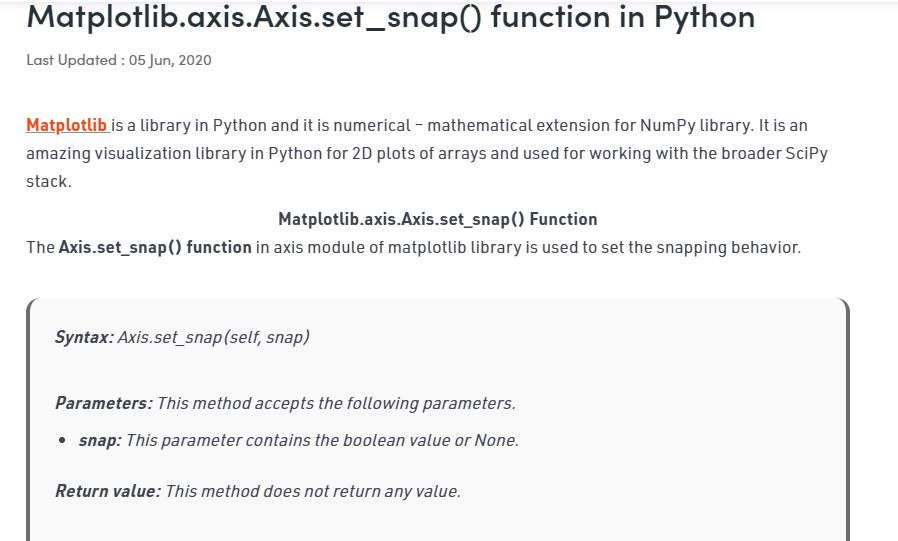 Matplotlib.axis.Axis.set_snap() function in Python
Last Updated : 05 Jun, 2020
Matplotlib is a library in Python and it is numerical – mathematical extension for NumPy library. It is an
amazing visualization library in Python for 2D plots of arrays and used for working with the broader SciPy
stack.
Matplotlib.axis.Axis.set_snap() Function
The Axis.set_snap() function in axis module of matplotlib library is used to set the snapping behavior.
Syntax: Axis.set_snap(self, snap)
Parameters: This method accepts the following parameters.
• snap: This parameter contains the boolean value or None.
Return value: This method does not return any value.